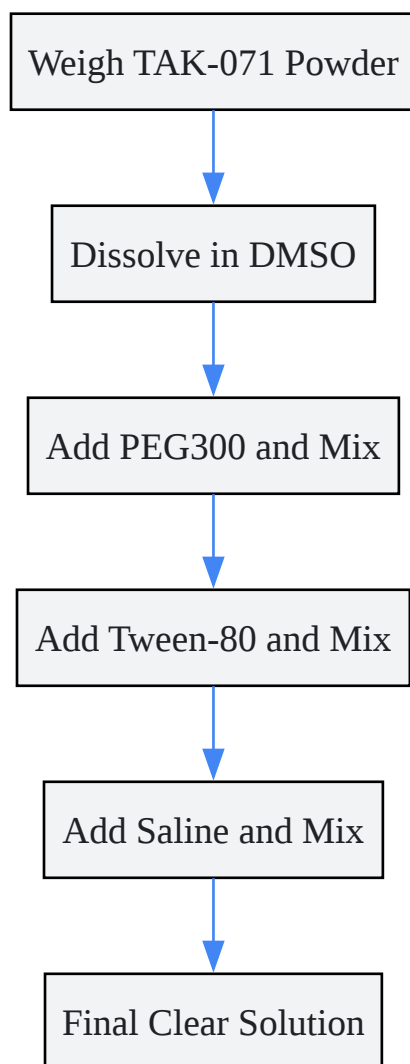 Weigh TAK-071 Powder
Dissolve in DMSO
Add PEG300 and Mix
Add Tween-80 and Mix
Add Saline and Mix
Final Clear Solution